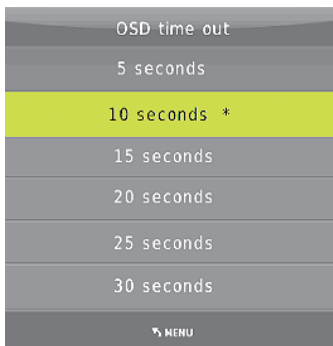 OSD time out
5 seconds
10 seconds *
15 seconds
20 seconds
25 seconds
30 seconds
MENU